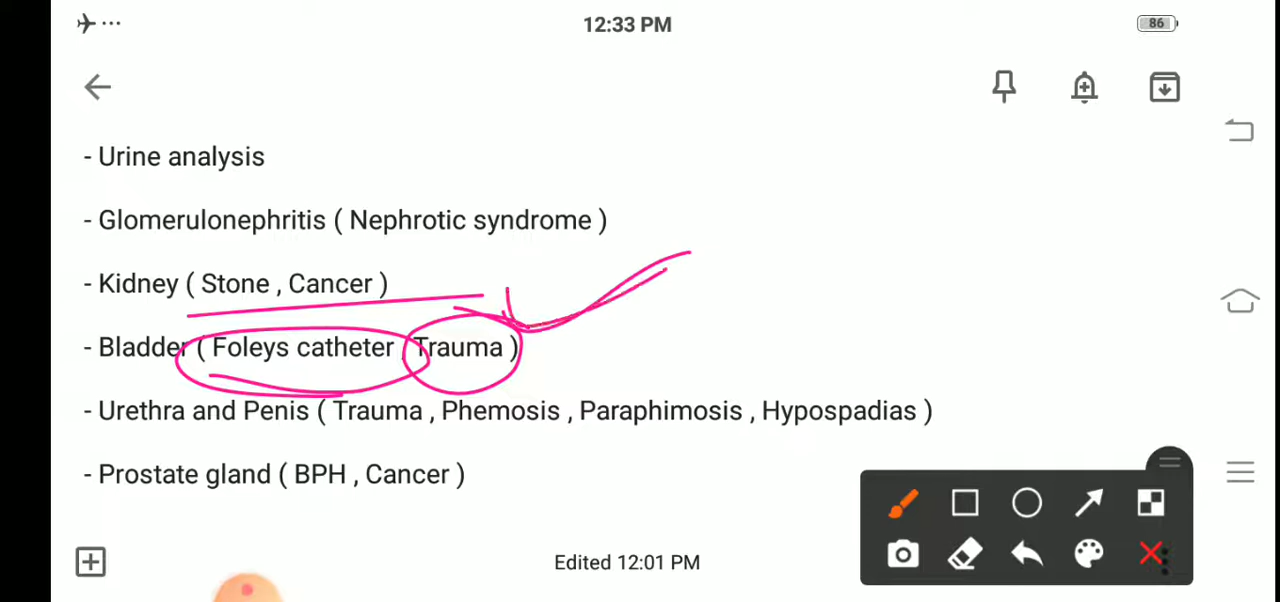 12:33 PM
86
- Urine analysis
- Glomerulonephritis ( Nephrotic syndrome )
- Kidney ( Stone , Cancer )
- Bladder ( Foleys catheter Trauma )
- Urethra and Penis ( Trauma , Phemosis , Paraphimosis , Hypospadias )
- Prostate gland ( BPH , Cancer )
Edited 12:01 PM